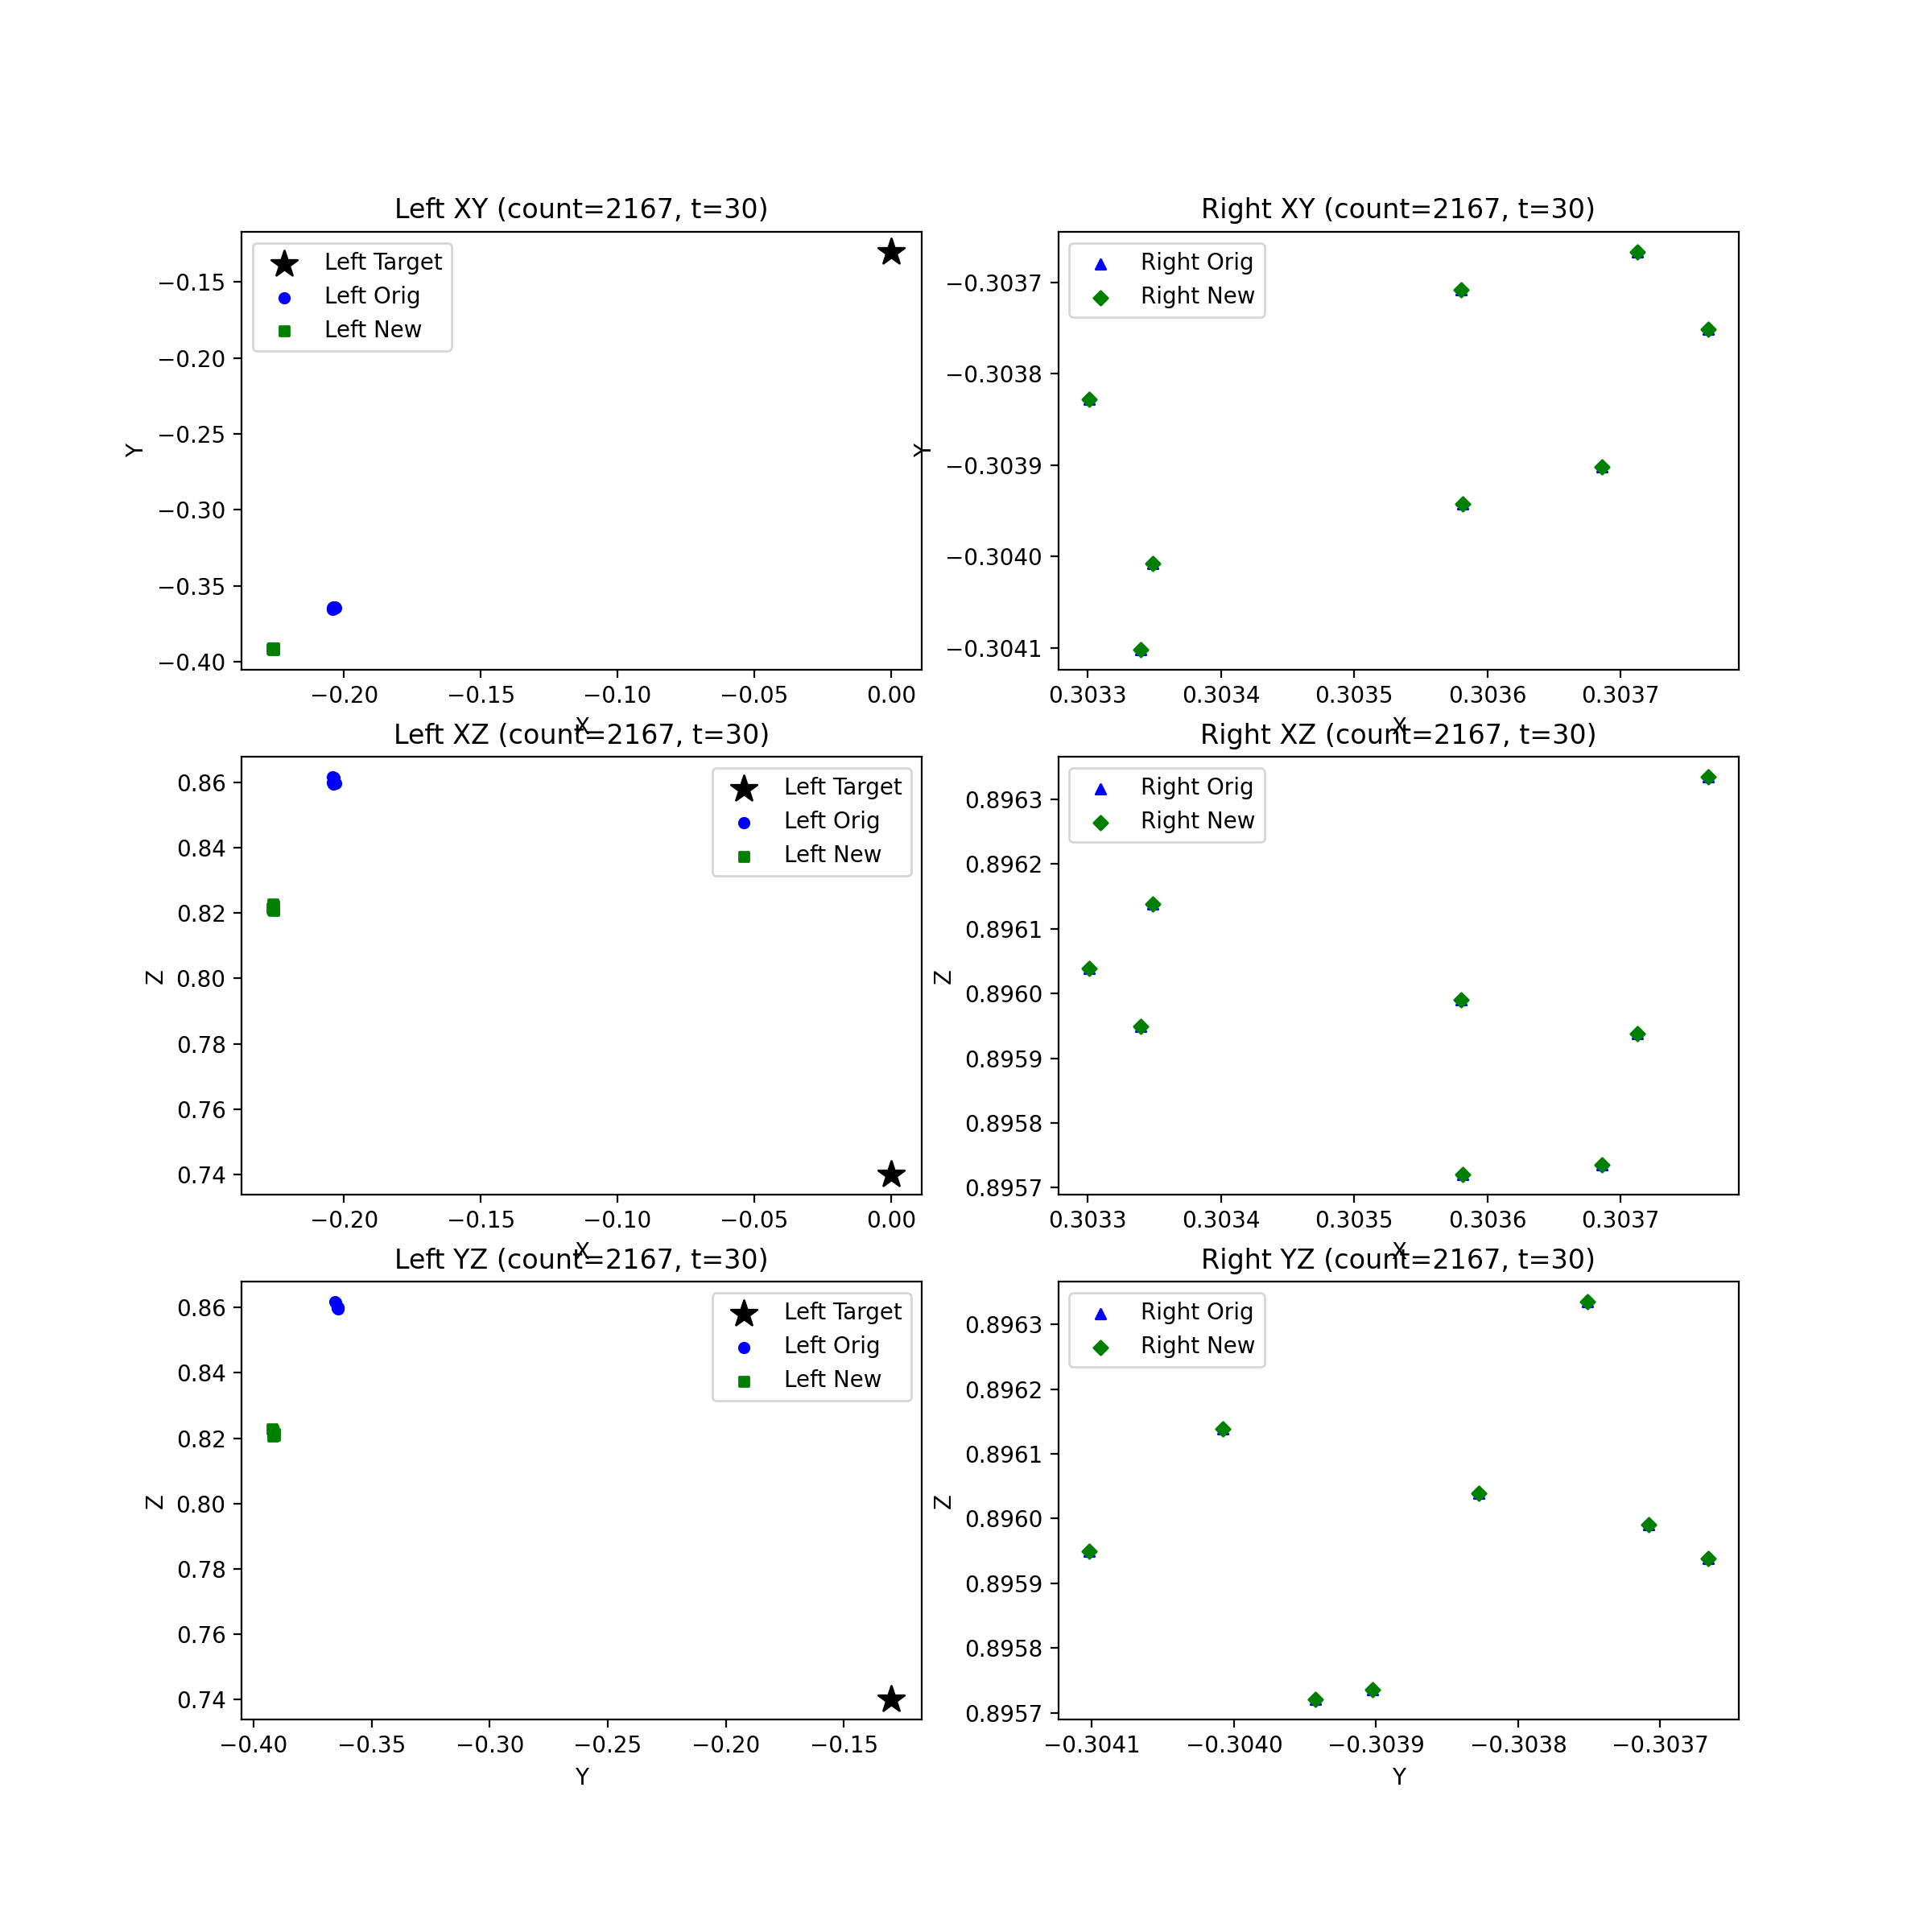 Left XY (count=2167, t=30)
Left Target
Left Orig
Left New
−0.15
−0.20
−0.25
−0.30
−0.35
−0.40
Y
−0.20
−0.15
−0.10
−0.05
0.00
X
Right XY (count=2167, t=30)
Right Orig
Right New
−0.3037
−0.3038
−0.3039
−0.3040
−0.3041
Y
0.3033
0.3034
0.3035
0.3036
0.3037
X
Left XZ (count=2167, t=30)
Left Target
Left Orig
Left New
0.86
0.84
0.82
0.80
0.78
0.76
0.74
Z
−0.20
−0.15
−0.10
−0.05
0.00
X
Right XZ (count=2167, t=30)
Right Orig
Right New
0.8963
0.8962
0.8961
0.8960
0.8959
0.8958
0.8957
Z
0.3033
0.3034
0.3035
0.3036
0.3037
X
Left YZ (count=2167, t=30)
Left Target
Left Orig
Left New
0.86
0.84
0.82
0.80
0.78
0.76
0.74
Z
−0.40
−0.35
−0.30
−0.25
−0.20
−0.15
Y
Right YZ (count=2167, t=30)
Right Orig
Right New
0.8963
0.8962
0.8961
0.8960
0.8959
0.8958
0.8957
Z
−0.3041
−0.3040
−0.3039
−0.3038
−0.3037
Y